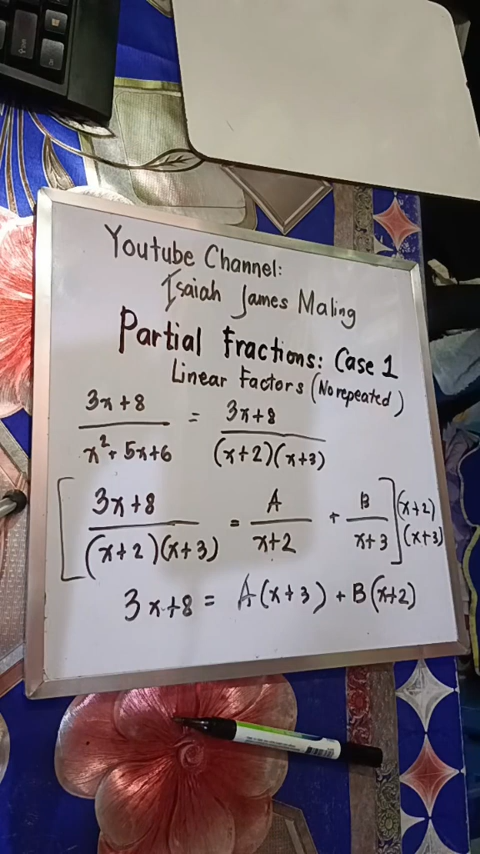 Youtube Channel:
Isaiah James Maling
Partial Fractions: Case 1
Linear Factors (No repeated)
3x+8 / x²+5x+6 = 3x+8 / (x+2)(x+3)
[3x+8 / (x+2)(x+3) = A / x+2 + B / x+3] (x+2)(x+3)
3x+8 = A(x+3) + B(x+2)